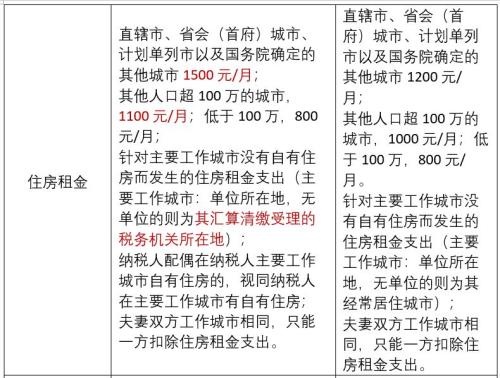 住房租金
直辖市、省会（首府）城市、
计划单列市以及国务院确定的
其他城市 1500 元/月；
其他人口超 100 万的城市，
1100 元/月；低于 100 万，800
元/月；
针对主要工作城市没有自有住
房而发生的住房租金支出（主
要工作城市：单位所在地，无
单位的则为其汇算清缴受理的
税务机关所在地）；
纳税人配偶在纳税人主要工作
城市自有住房的，视同纳税人
在主要工作城市有自有住房；
夫妻双方工作城市相同，只能
一方扣除住房租金支出。
直辖市、省会（首
府）城市、计划单列
市以及国务院确定的
其他城市 1200 元/
月；
其他人口超 100 万的
城市，1000 元/月；低
于 100 万，800 元/
月。
针对主要工作城市没
有自有住房而发生的
住房租金支出（主要
工作城市：单位所在
地，无单位的则为其
经常居住城市）；
夫妻双方工作城市相
同，只能一方扣除住
房租金支出。